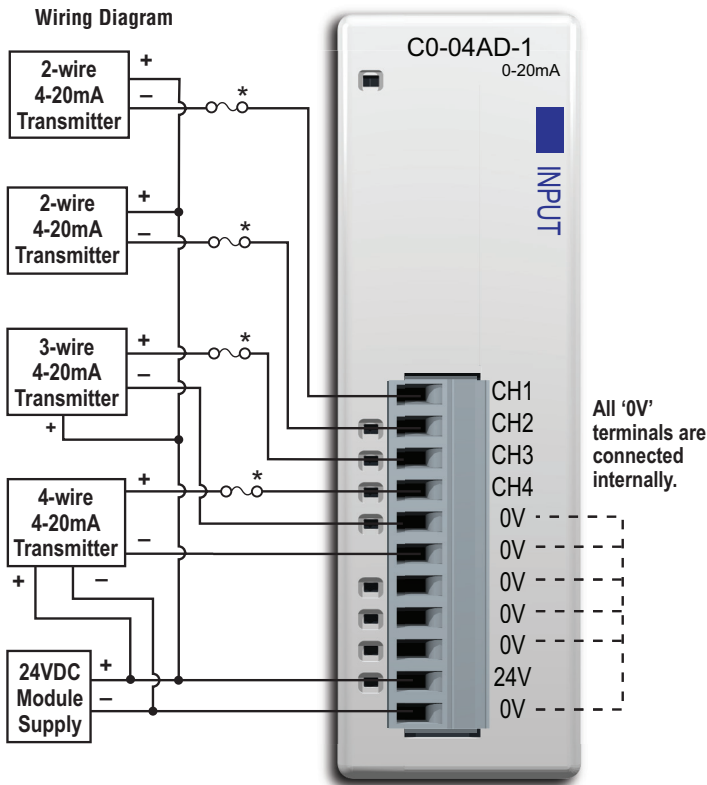 Wiring Diagram
2-wire
4-20mA
Transmitter
+
–
*
2-wire
4-20mA
Transmitter
+
–
*
3-wire
4-20mA
Transmitter
+
–
+
*
4-wire
4-20mA
Transmitter
+
–
+
–
*
24VDC
Module
Supply
+
–
C0-04AD-1
0-20mA
INPUT
CH1
CH2
CH3
CH4
0V
0V
0V
0V
0V
24V
0V
All ‘0V’
terminals are
connected
internally.